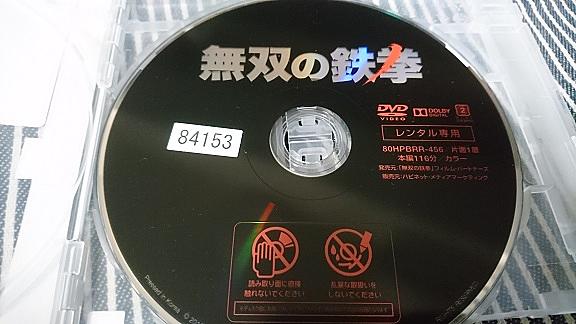 無双の鉄拳
84153
DVD VIDEO
DOLBY DIGITAL
2
レンタル専用
80HPBRR-456 片面1層
本編116分 カラー
発売元:「無双の鉄拳」フィルムパートナーズ
販売元:ハピネット・メディアマーケティング
読み取り面に直接
触れないでください
乱暴な取扱いを
しないでください
Pressed in Korea